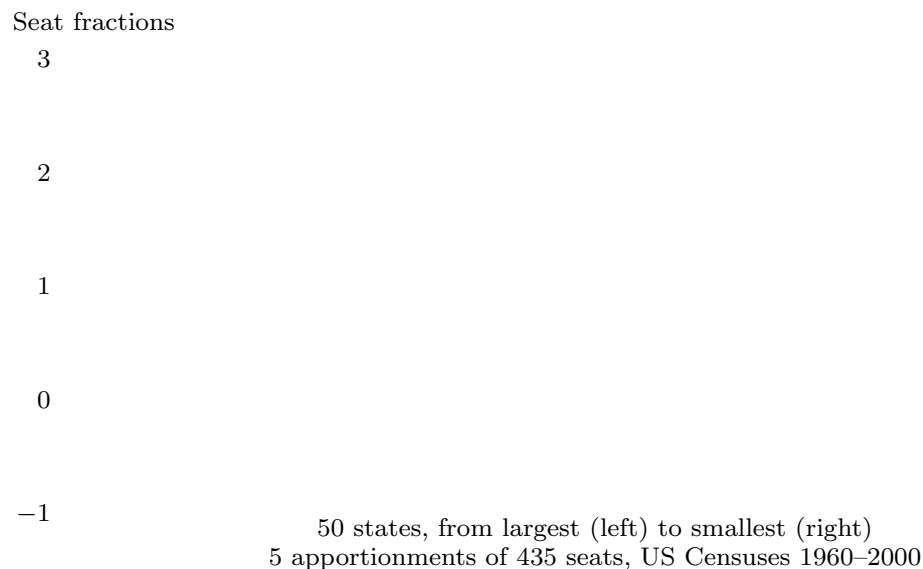 Seat fractions
3
2
1
0
−1
50 states, from largest (left) to smallest (right)
5 apportionments of 435 seats, US Censuses 1960–2000